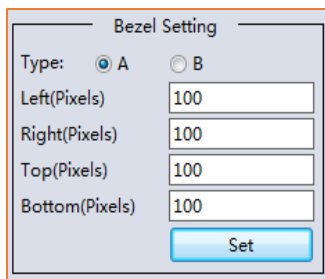 Bezel Setting
Type: A B
Left(Pixels) 100
Right(Pixels) 100
Top(Pixels) 100
Bottom(Pixels) 100
Set